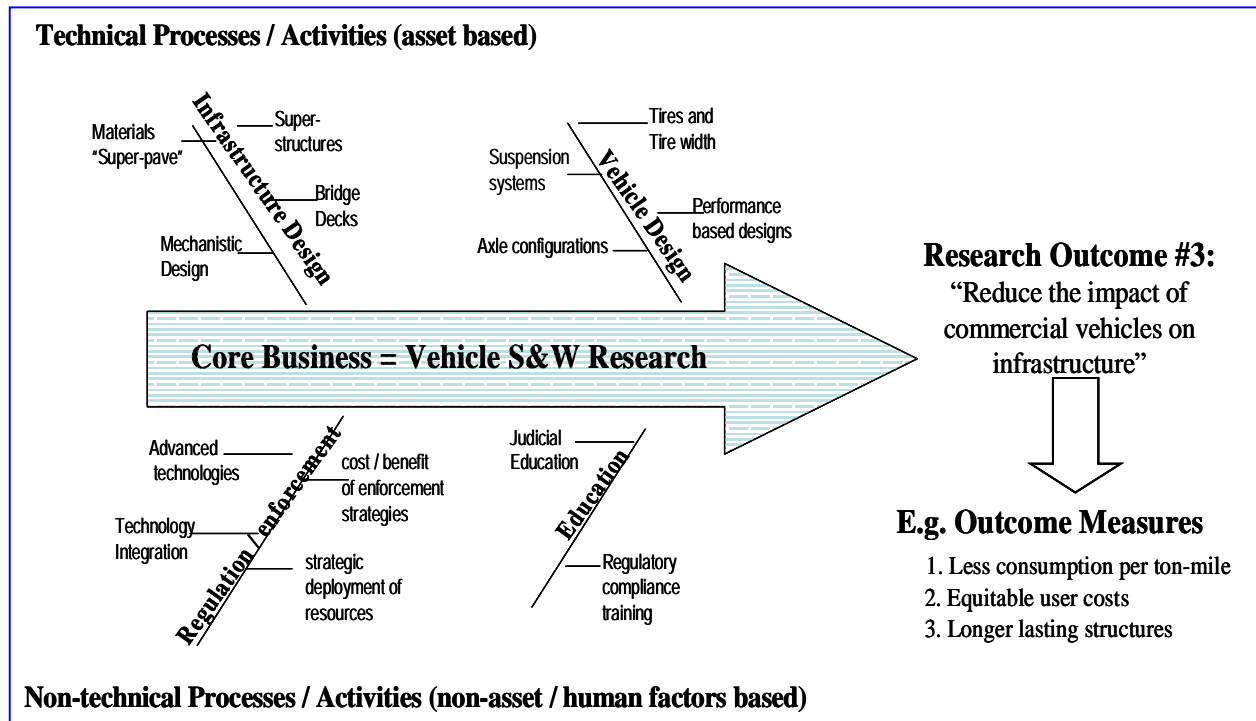 Technical Processes / Activities (asset based)
Infrastructure Design
Materials
"Super-pave"
Super-
structures
Bridge
Decks
Mechanistic
Design
Vehicle Design
Tires and
Tire width
Suspension
systems
Performance
based designs
Axle configurations
Core Business = Vehicle S&W Research
Research Outcome #3:
“Reduce the impact of
commercial vehicles on
infrastructure”
Regulation / enforcement
Advanced
technologies
cost / benefit
of enforcement
strategies
Technology
Integration
strategic
deployment of
resources
Education
Judicial
Education
Regulatory
compliance
training
E.g. Outcome Measures
1. Less consumption per ton-mile
2. Equitable user costs
3. Longer lasting structures
Non-technical Processes / Activities (non-asset / human factors based)